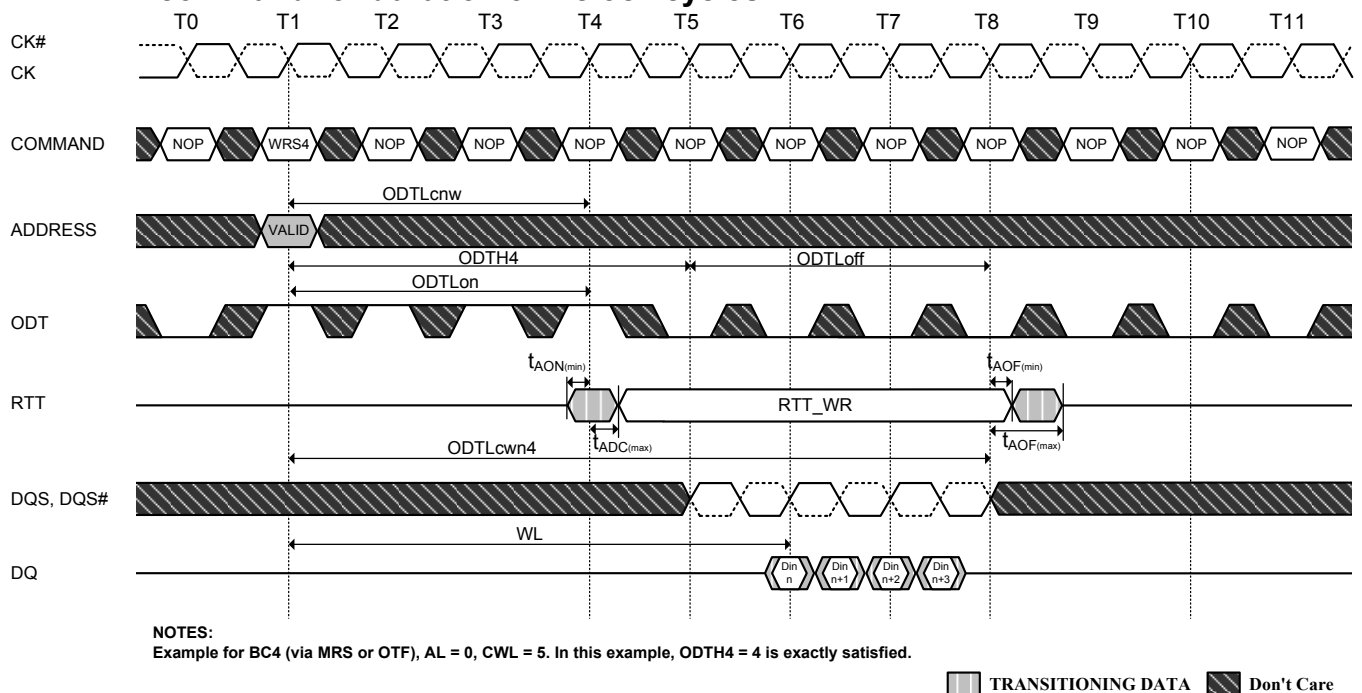 T0 T1 T2 T3 T4 T5 T6 T7 T8 T9 T10 T11
CK#
CK
COMMAND NOP WRS4 NOP NOP NOP NOP NOP NOP NOP NOP NOP NOP
ODTLcnw
ADDRESS VALID
ODTH4 ODTLoff
ODTLon
ODT
tAON(min) tAOF(min)
RTT RTT_WR
tADC(max) tAOF(max)
ODTLcwn4
DQS, DQS#
WL
DQ Din n Din n+1 Din n+2 Din n+3
NOTES:
Example for BC4 (via MRS or OTF), AL = 0, CWL = 5. In this example, ODTH4 = 4 is exactly satisfied.
TRANSITIONING DATA Don't Care